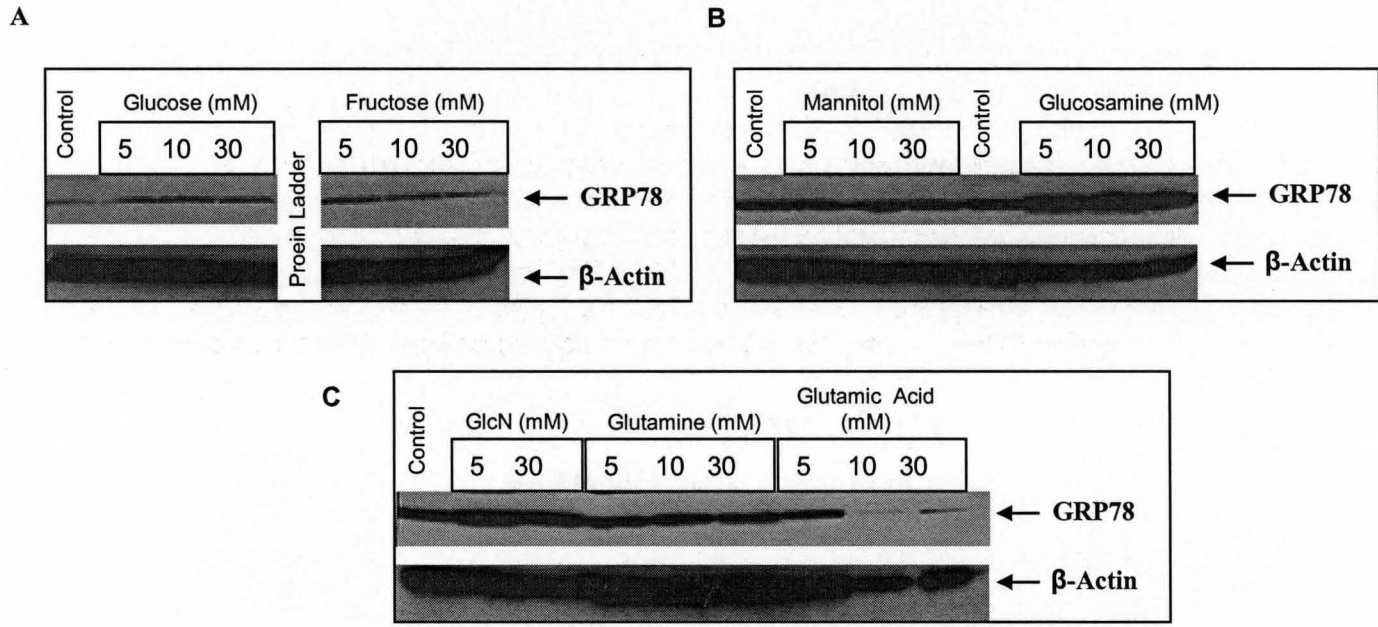 A
Control
Glucose (mM)
5 10 30
Proein Ladder
Fructose (mM)
5 10 30
GRP78
β-Actin
B
Control
Mannitol (mM)
5 10 30
Control
Glucosamine (mM)
5 10 30
GRP78
β-Actin
C
Control
GlcN (mM)
5 30
Glutamine (mM)
5 10 30
Glutamic Acid
(mM)
5 10 30
GRP78
β-Actin